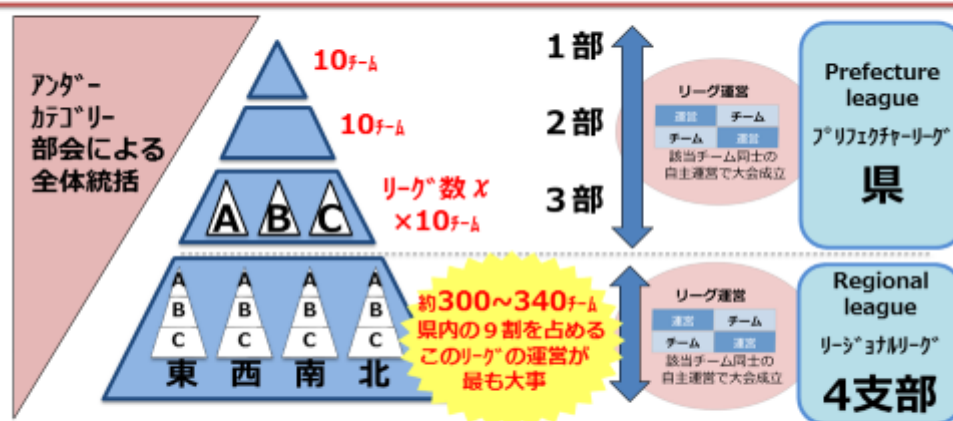 アンダー
カテゴリー
部会による
全体統括
10チーム
10チーム
リーグ数 χ
×10チーム
A B C
1部
2部
3部
リーグ運営
運営 チーム
チーム 運営
該当チーム同士の
自主運営で大会成立
Prefecture
league
プリフェクチャーリーグ
県
A A A A
B B B B
C C C C
東 西 南 北
約300~340チーム
県内の9割を占める
このリーグの運営が
最も大事
リーグ運営
運営 チーム
チーム 運営
該当チーム同士の
自主運営で大会成立
Regional
league
リージョナルリーグ
4支部